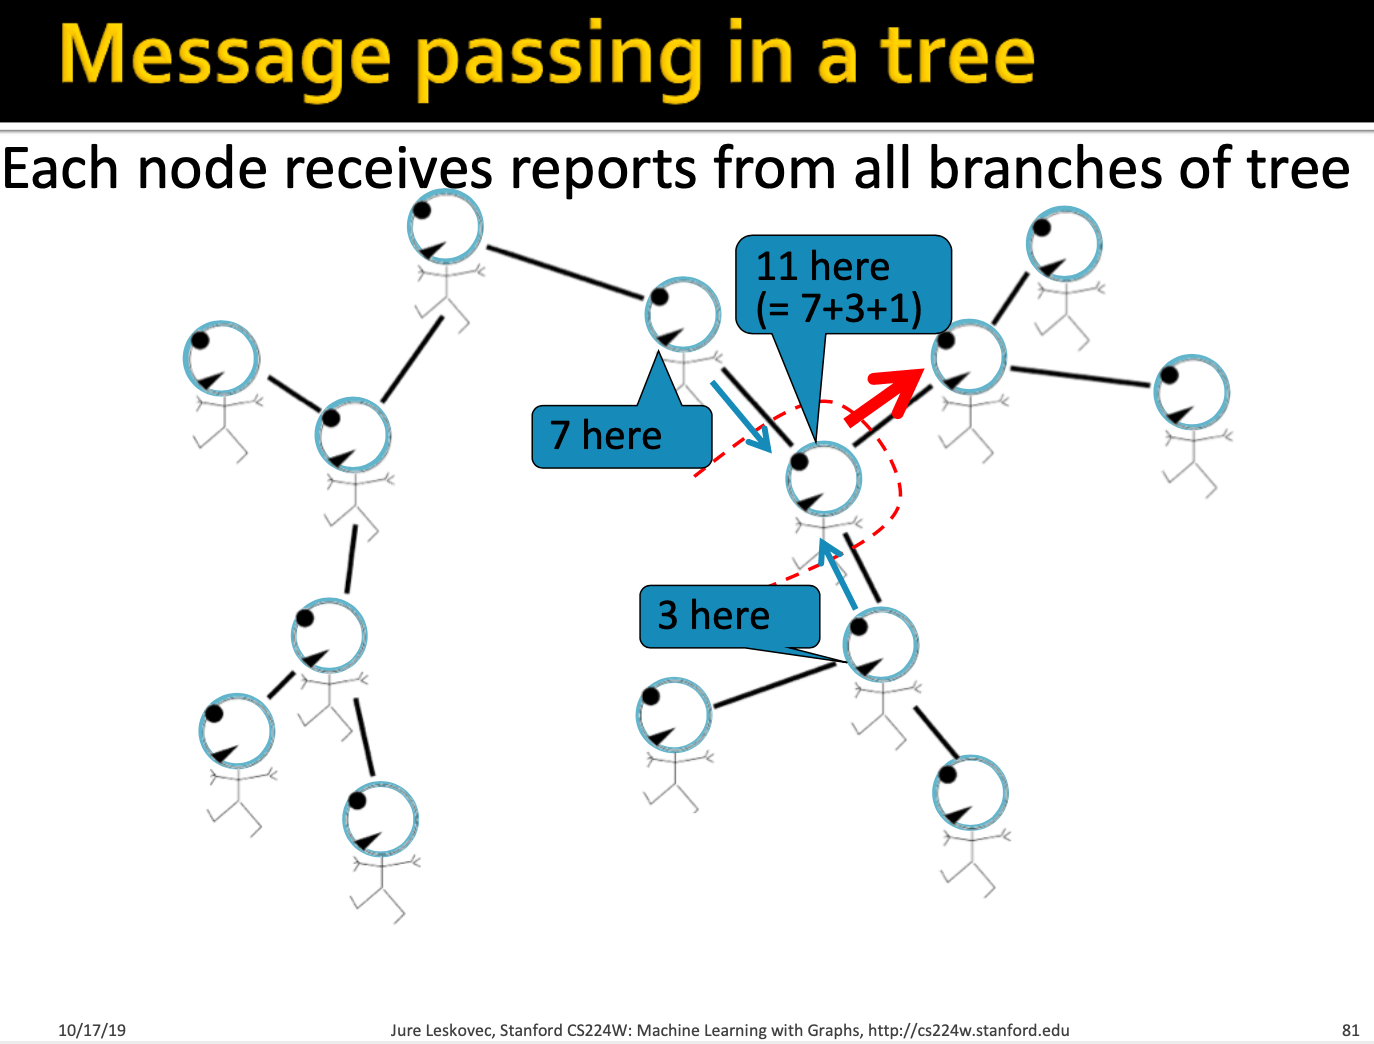 Message passing in a tree
Each node receives reports from all branches of tree
11 here
(= 7+3+1)
7 here
3 here
10/17/19
Jure Leskovec, Stanford CS224W: Machine Learning with Graphs, http://cs224w.stanford.edu
81